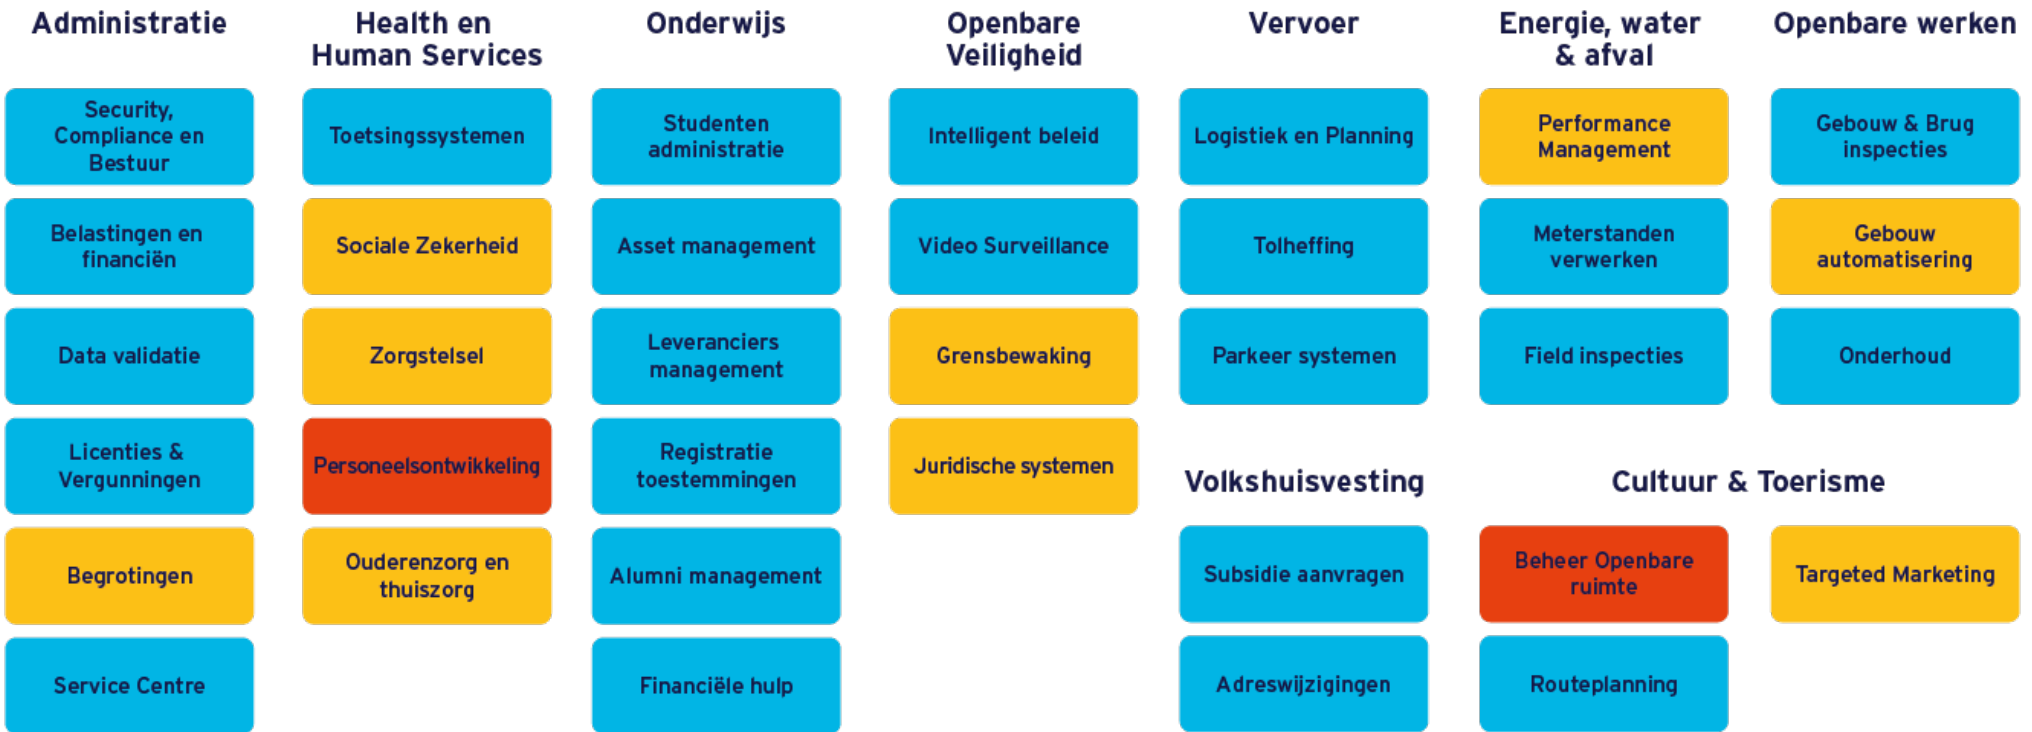 Administratie
Security,
Compliance en
Bestuur
Belastingen en
financiën
Data validatie
Licenties &
Vergunningen
Begrotingen
Service Centre
Health en
Human Services
Toetsingssystemen
Sociale Zekerheid
Zorgstelsel
Personeelsontwikkeling
Ouderenzorg en
thuiszorg
Onderwijs
Studenten
administratie
Asset management
Leveranciers
management
Registratie
toestemmingen
Alumni management
Financiële hulp
Openbare
Veiligheid
Intelligent beleid
Video Surveillance
Grensbewaking
Juridische systemen
Vervoer
Logistiek en Planning
Tolheffing
Parkeer systemen
Energie, water
& afval
Performance
Management
Meterstanden
verwerken
Field inspecties
Openbare werken
Gebouw & Brug
inspecties
Gebouw
automatisering
Onderhoud
Volkshuisvesting
Subsidie aanvragen
Adreswijzigingen
Cultuur & Toerisme
Beheer Openbare
ruimte
Routeplanning
Targeted Marketing